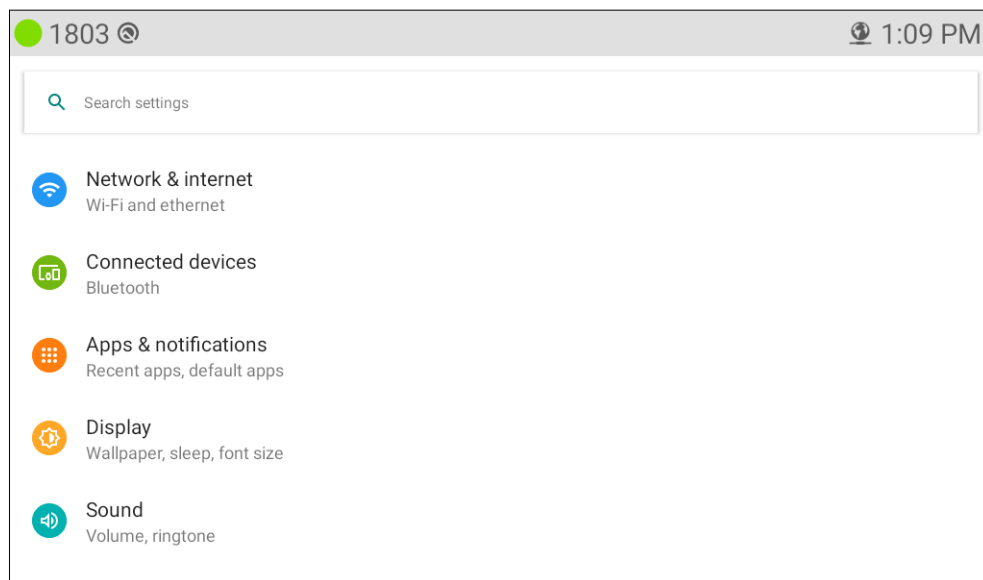 1803 1:09 PM
Search settings
Network & internet
Wi-Fi and ethernet
Connected devices
Bluetooth
Apps & notifications
Recent apps, default apps
Display
Wallpaper, sleep, font size
Sound
Volume, ringtone